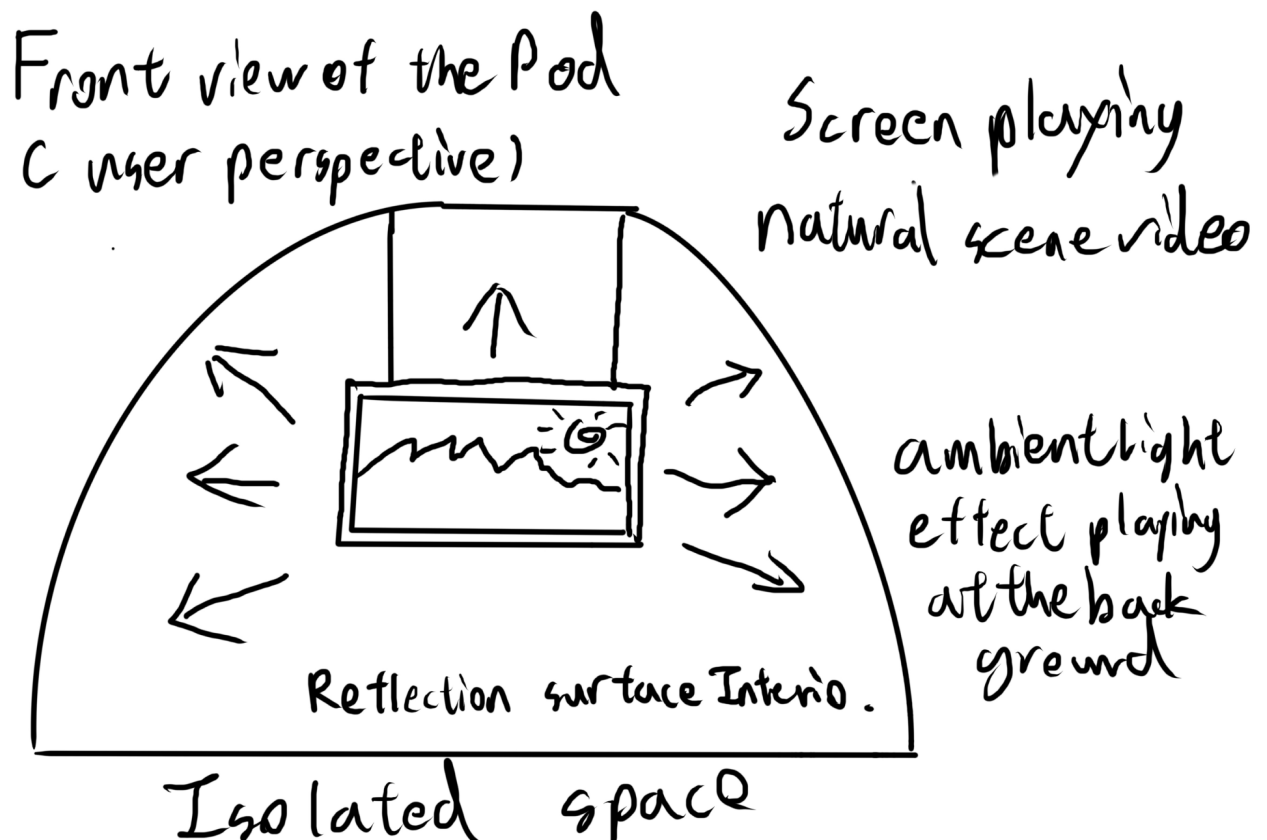 Front view of the Pod
( user perspective)
Screen playing
natural scene video
ambient light
effect playing
at the back
ground
Reflection surface Interio.
Isolated space